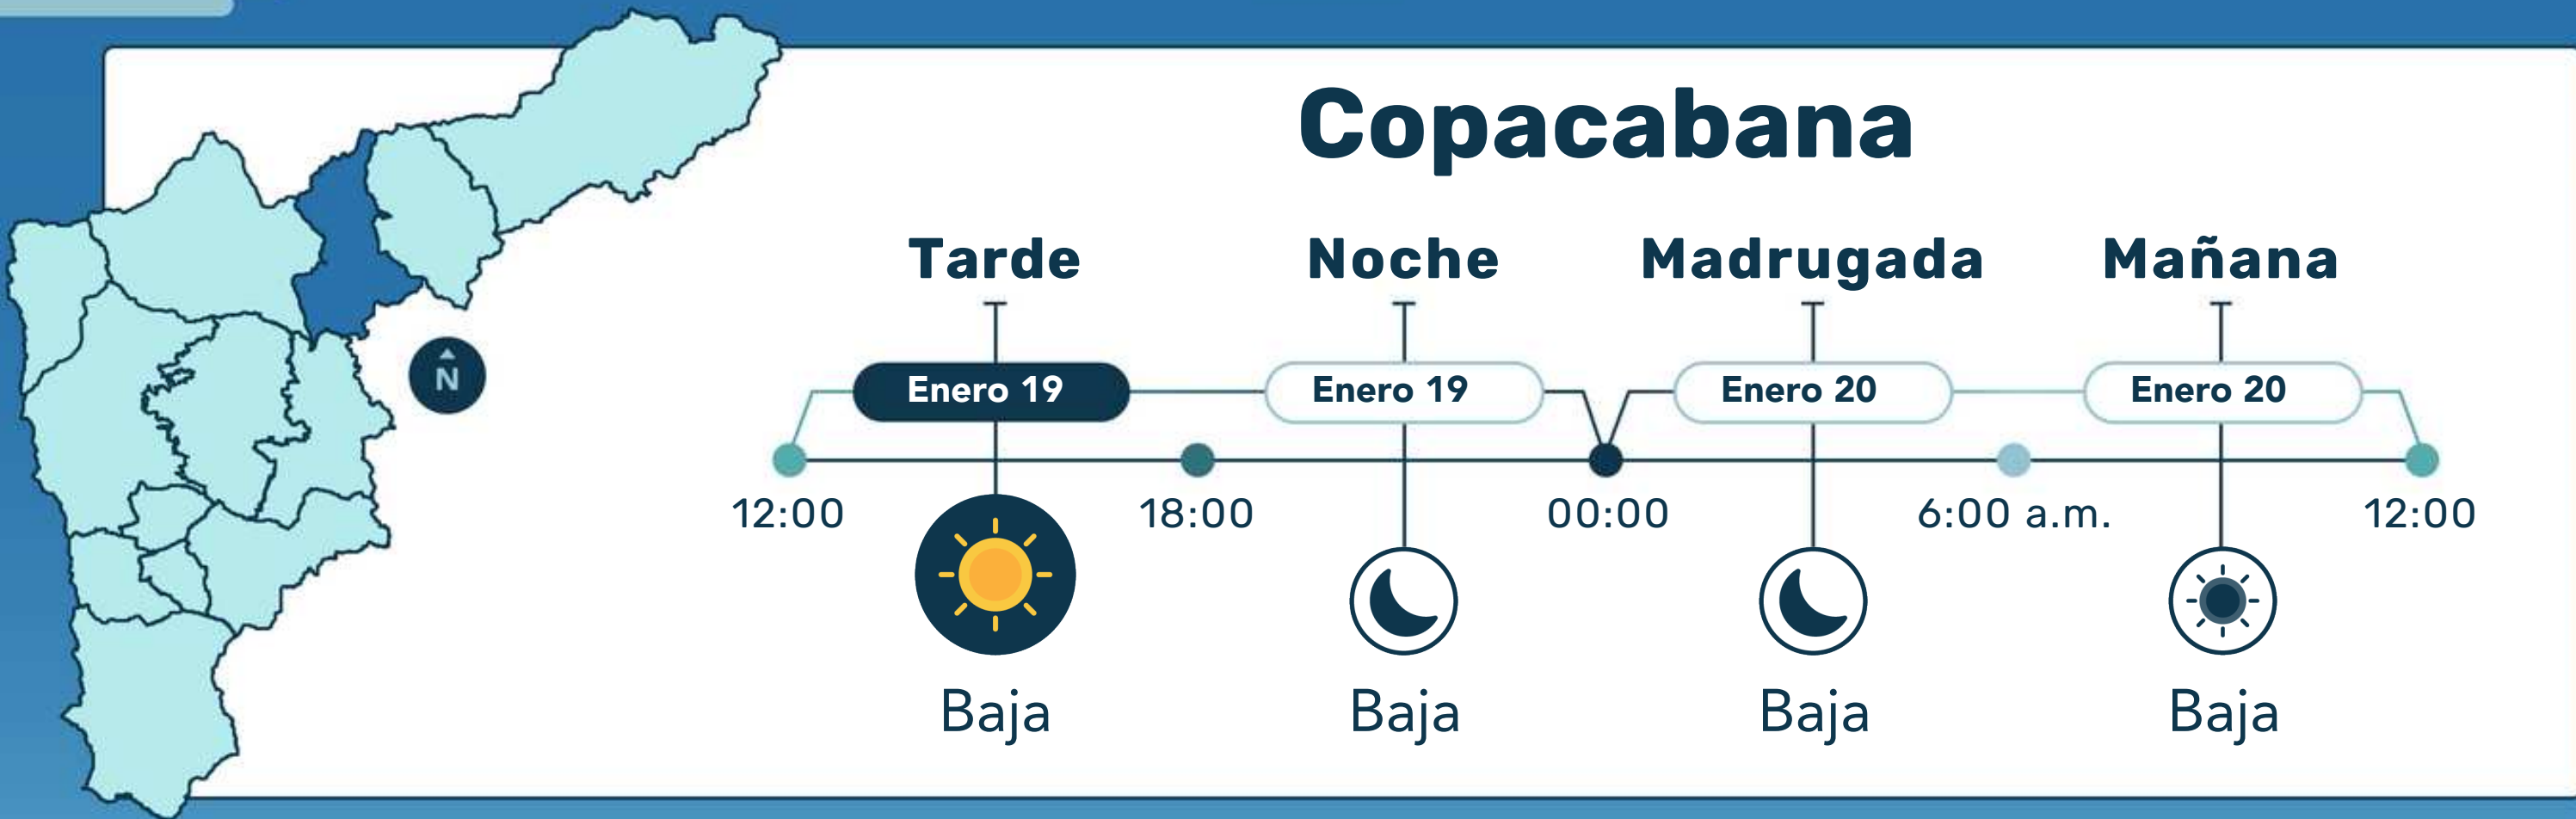 Copacabana
Tarde Noche Madrugada Mañana
Enero 19 Enero 19 Enero 20 Enero 20
N
12:00 18:00 00:00 6:00 a.m. 12:00
Baja Baja Baja Baja